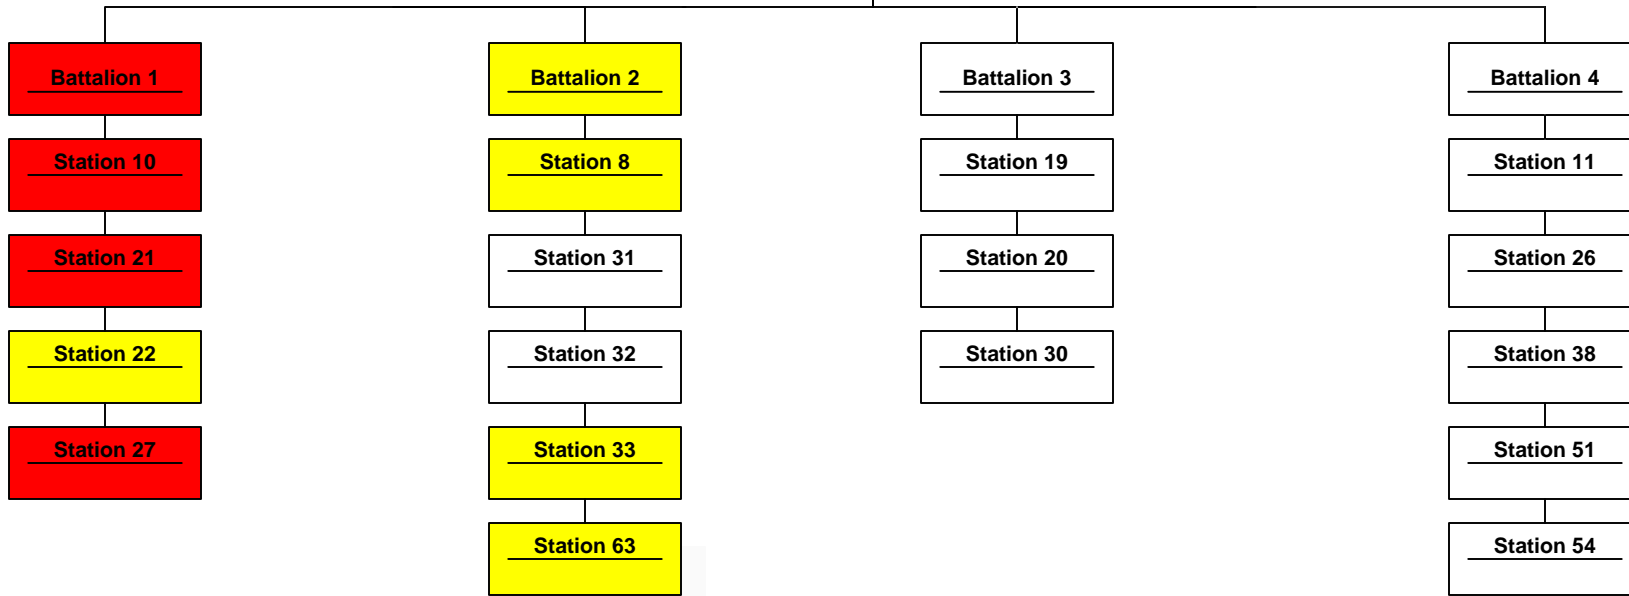 Battalion 1
Battalion 2
Battalion 3
Battalion 4
Station 10
Station 8
Station 19
Station 11
Station 21
Station 31
Station 20
Station 26
Station 22
Station 32
Station 30
Station 38
Station 27
Station 33
Station 51
Station 63
Station 54